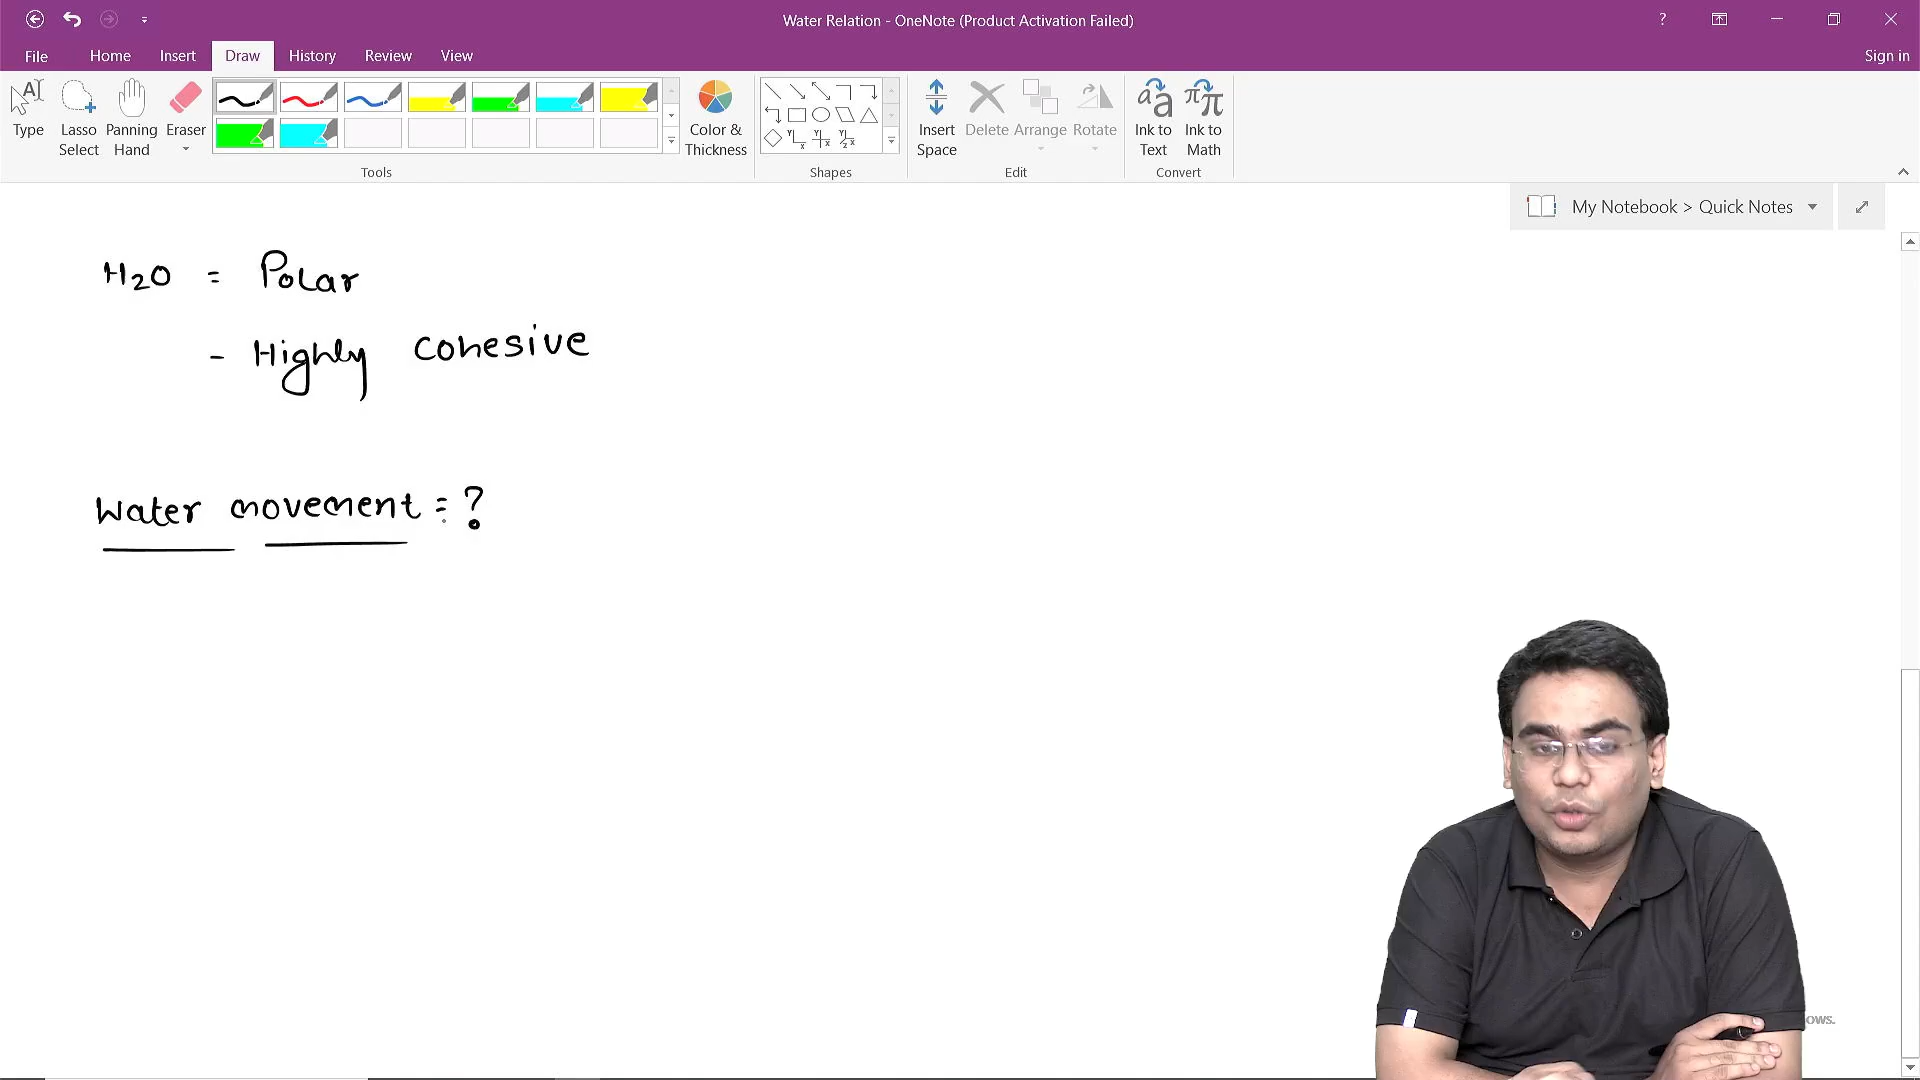 Water Relation - OneNote (Product Activation Failed)
?
File Home Insert Draw History Review View
Sign in
Type
Lasso Select
Panning Hand
Eraser
Color & Thickness
Insert Space
Delete
Arrange
Rotate
Ink to Text
Ink to Math
Tools
Shapes
Edit
Convert
My Notebook > Quick Notes
H2O = Polar
- Highly cohesive
Water movement = ?
ows.